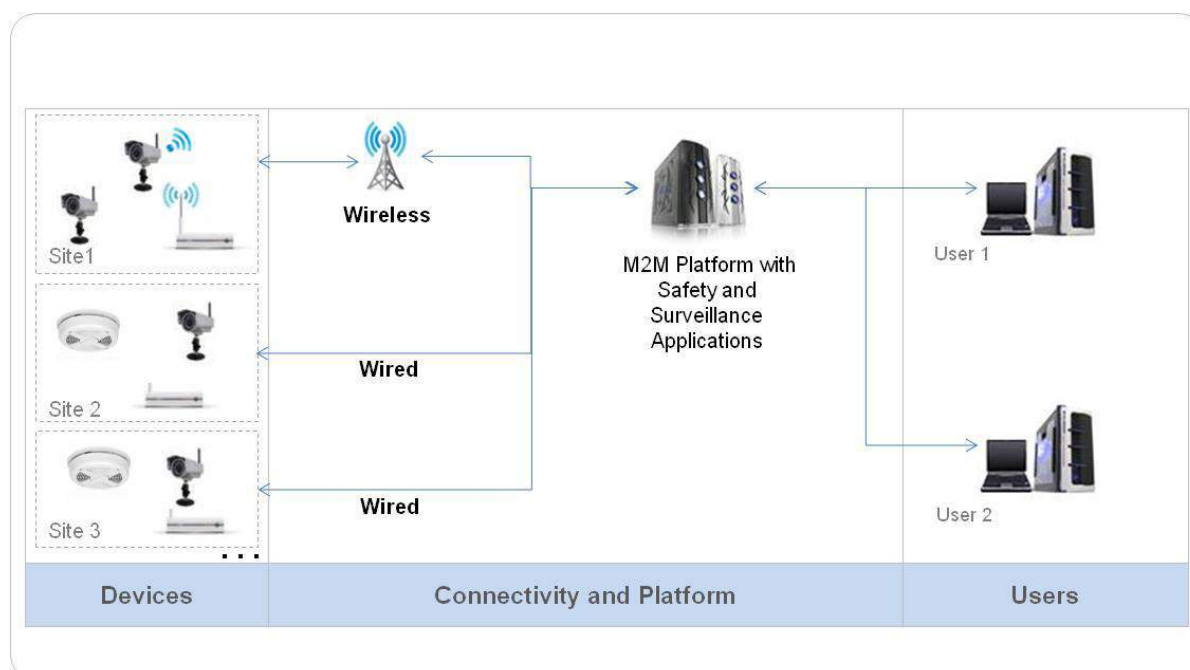 Site1
Wireless
M2M Platform with
Safety and
Surveillance
Applications
User 1
Site 2
Wired
Site 3
Wired
User 2
...
Devices
Connectivity and Platform
Users